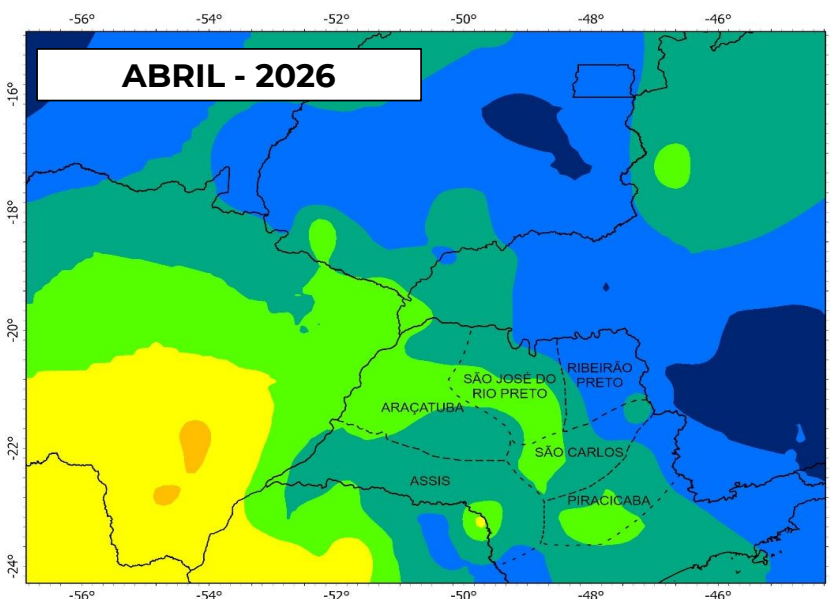 -56° -54° -52° -50° -48° -46°
ABRIL - 2026
-16°
-18°
-20°
-22°
-24°
RIBEIRÃO
PRETO
SÃO JOSÉ DO
RIO PRETO
ARAÇATUBA
SÃO CARLOS
ASSIS
PIRACICABA
-56° -54° -52° -50° -48° -46°